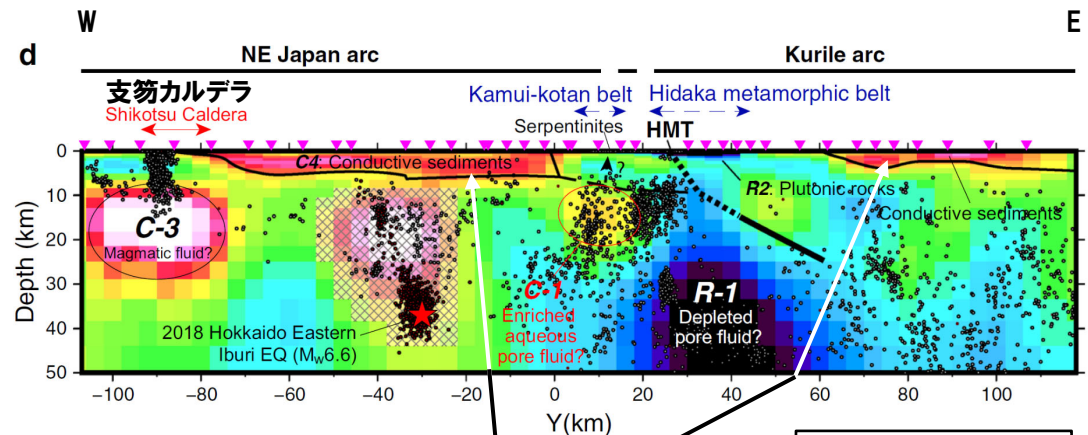 W
E
d
NE Japan arc
Kurile arc
支笏カルデラ
Shikotsu Caldera
Kamui-kotan belt
Hidaka metamorphic belt
Serpentinites
HMT
?
C4: Conductive sediments
R2: Plutonic rocks
Conductive sediments
C-3
Magmatic fluid?
C-1
Enriched
aqueous
pore fluid?
R-1
Depleted
pore fluid?
2018 Hokkaido Eastern
Iburi EQ (Mw6.6)
Depth (km)
0
10
20
30
40
50
−100 −80 −60 −40 −20 0 20 40 60 80 100
Y(km)